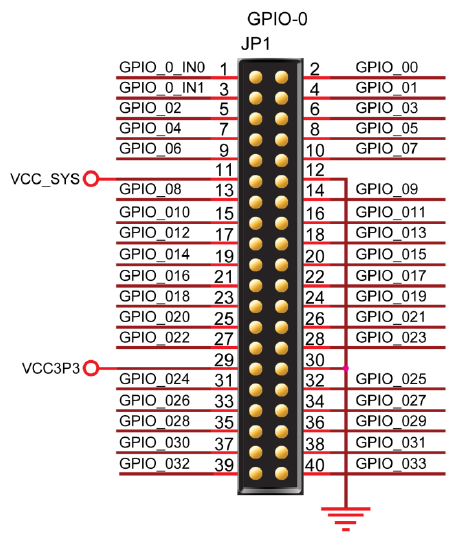 GPIO-0
JP1
GPIO_0_IN0 1 2 GPIO_00
GPIO_0_IN1 3 4 GPIO_01
GPIO_02 5 6 GPIO_03
GPIO_04 7 8 GPIO_05
GPIO_06 9 10 GPIO_07
VCC_SYS 11 12
GPIO_08 13 14 GPIO_09
GPIO_010 15 16 GPIO_011
GPIO_012 17 18 GPIO_013
GPIO_014 19 20 GPIO_015
GPIO_016 21 22 GPIO_017
GPIO_018 23 24 GPIO_019
GPIO_020 25 26 GPIO_021
GPIO_022 27 28 GPIO_023
VCC3P3 29 30
GPIO_024 31 32 GPIO_025
GPIO_026 33 34 GPIO_027
GPIO_028 35 36 GPIO_029
GPIO_030 37 38 GPIO_031
GPIO_032 39 40 GPIO_033